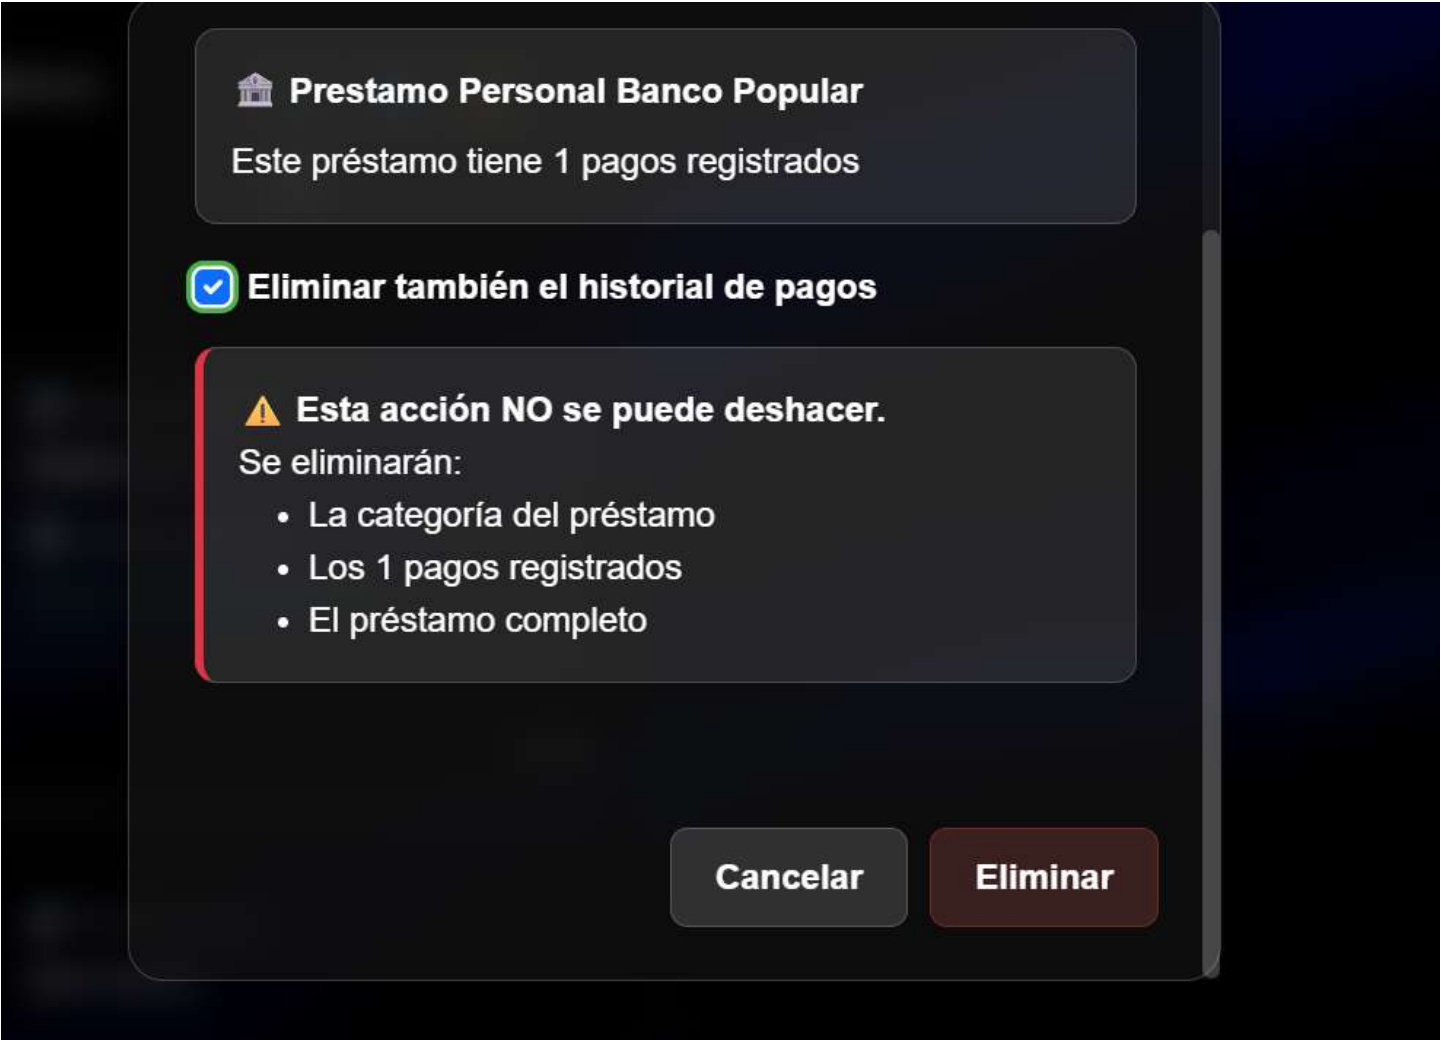 Prestamo Personal Banco Popular
Este préstamo tiene 1 pagos registrados
Eliminar también el historial de pagos
Esta acción NO se puede deshacer.
Se eliminarán:
• La categoría del préstamo
• Los 1 pagos registrados
• El préstamo completo
Cancelar
Eliminar